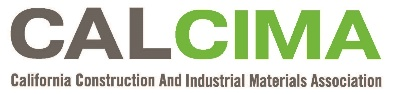 CALCIMA
California Construction And Industrial Materials Association